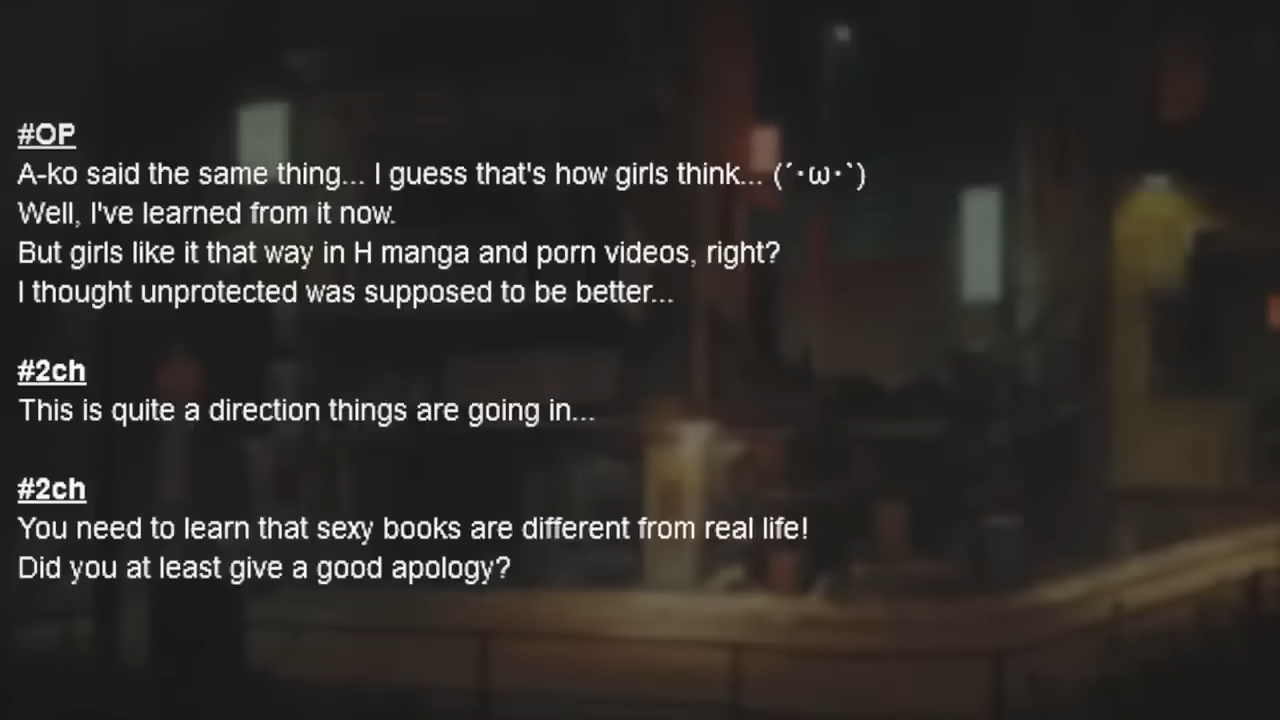 #OP
A-ko said the same thing... I guess that's how girls think... (´･ω･`)
Well, I've learned from it now.
But girls like it that way in H manga and porn videos, right?
I thought unprotected was supposed to be better...
#2ch
This is quite a direction things are going in...
#2ch
You need to learn that sexy books are different from real life!
Did you at least give a good apology?